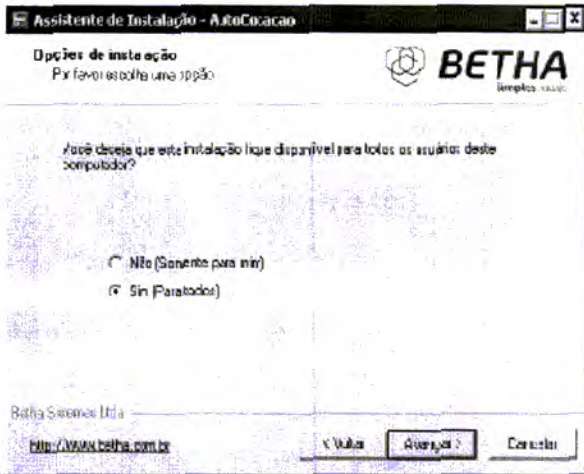 Assistente de Instalação - AutoCotacao
Opções de instalação
Por favor escolha uma opção
BETHA
Você deseja que esta instalação fique disponível para todos os usuários deste
computador?
Não (Somente para mim)
Sim (Para todos)
Betha Sistemas Ltda
http://www.betha.com.br
< Voltar
Avançar >
Cancelar